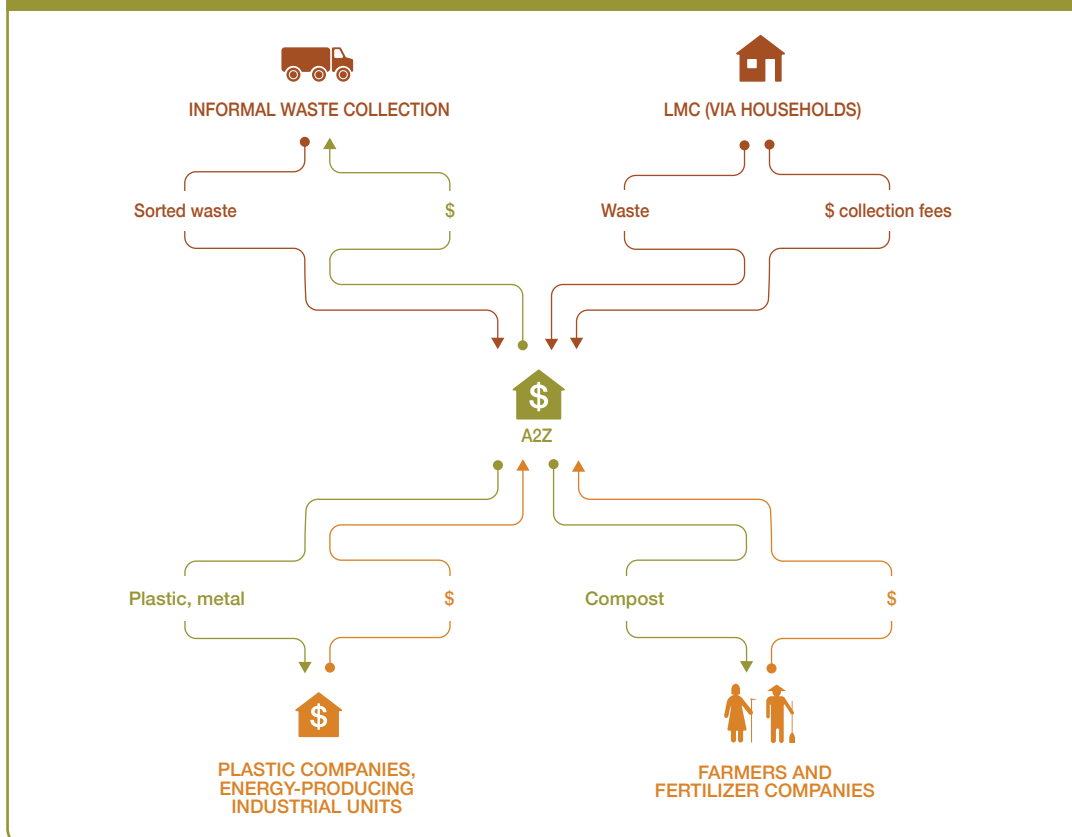 INFORMAL WASTE COLLECTION
LMC (VIA HOUSEHOLDS)
Sorted waste
$
Waste
$ collection fees
$
A2Z
Plastic, metal
$
Compost
$
$
PLASTIC COMPANIES,
ENERGY-PRODUCING
INDUSTRIAL UNITS
FARMERS AND
FERTILIZER COMPANIES